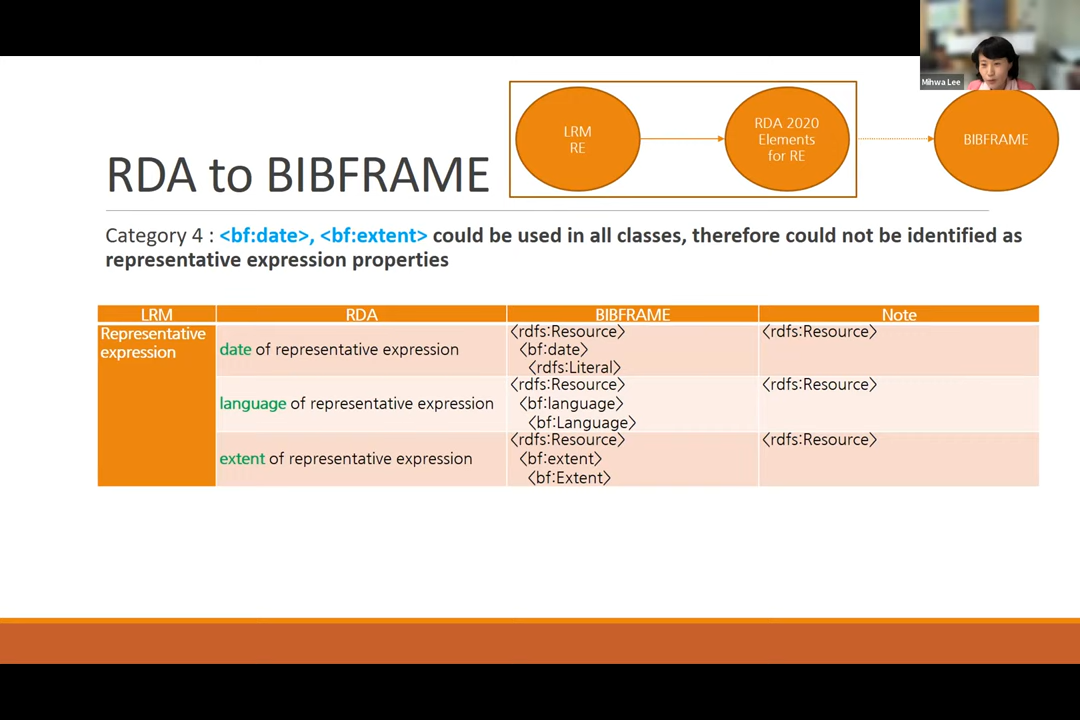 Mihwa Lee
LRM
RE
RDA 2020
Elements
for RE
BIBFRAME
RDA to BIBFRAME
Category 4 : <bf:date>, <bf:extent> could be used in all classes, therefore could not be identified as
representative expression properties
LRM RDA BIBFRAME Note
Representative
expression
date of representative expression
〈rdfs:Resource〉
〈bf:date〉
〈rdfs:Literal〉
〈rdfs:Resource〉
language of representative expression
〈rdfs:Resource〉
〈bf:language〉
〈bf:Language〉
〈rdfs:Resource〉
extent of representative expression
〈rdfs:Resource〉
〈bf:extent〉
〈bf:Extent〉
〈rdfs:Resource〉